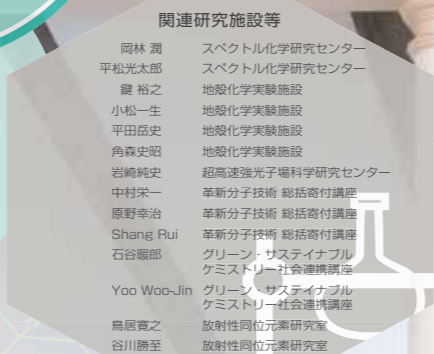 関連研究施設等
岡林 潤 スペクトル化学研究センター
平松光太郎 スペクトル化学研究センター
鍵 裕之 地殻化学実験施設
小松一生 地殻化学実験施設
平田岳史 地殻化学実験施設
角森史昭 地殻化学実験施設
岩崎純史 超高速強光子場科学研究センター
中村栄一 革新分子技術 総括寄付講座
原野幸治 革新分子技術 総括寄付講座
Shang Rui 革新分子技術 総括寄付講座
石谷暖郎 グリーン・サステイナブル
ケミストリー社会連携講座
Yoo Woo-Jin グリーン・サステイナブル
ケミストリー社会連携講座
鳥居寛之 放射性同位元素研究室
谷川勝至 放射性同位元素研究室